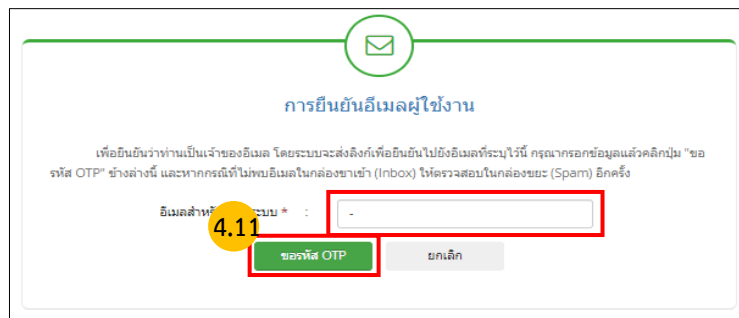 การยืนยันอีเมลผู้ใช้งาน
เพื่อยืนยันว่าท่านเป็นเจ้าของอีเมล โดยระบบจะส่งลิงก์เพื่อยืนยันไปยังอีเมลที่ระบุไว้นี้ กรุณากรอกข้อมูลแล้วคลิกปุ่ม "ขอ
รหัส OTP" ข้างล่างนี้ และหากกรณีที่ไม่พบอีเมลในกล่องขาเข้า (Inbox) ให้ตรวจสอบในกล่องขยะ (Spam) อีกครั้ง
อีเมลสำหรับ ระบบ * : -
4.11
ขอรหัส OTP ยกเลิก